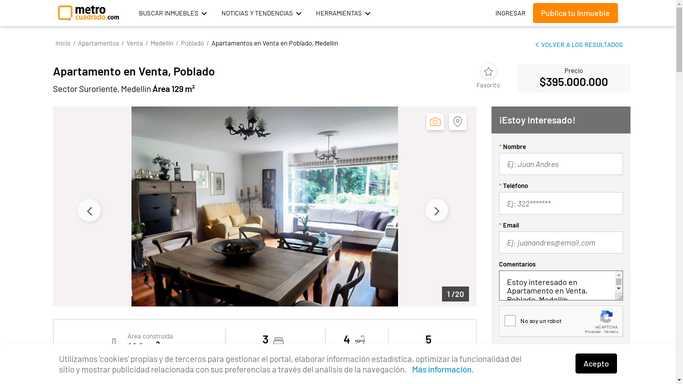 metro
cuadrado.com
BUSCAR INMUEBLES
NOTICIAS Y TENDENCIAS
HERRAMIENTAS
INGRESAR
Publica tu Inmueble
Inicio / Apartamentos / Venta / Medellín / Poblado / Apartamentos en Venta en Poblado, Medellín
VOLVER A LOS RESULTADOS
Apartamento en Venta, Poblado
Sector Suroriente, Medellín Área 129 m²
Favorito
Precio
$395.000.000
¡Estoy Interesado!
* Nombre
Ej: Juan Andres
* Teléfono
Ej: 322*******
* Email
Ej: juanandres@email.com
Comentarios
Estoy interesado en
Apartamento en Venta,
Poblado, Medellín
No soy un robot
reCAPTCHA
Privacidad - Términos
1 / 20
Área construida
3
4
5
Utilizamos 'cookies' propias y de terceros para gestionar el portal, elaborar información estadística, optimizar la funcionalidad del
sitio y mostrar publicidad relacionada con sus preferencias a través del análisis de la navegación. Más información.
Acepto